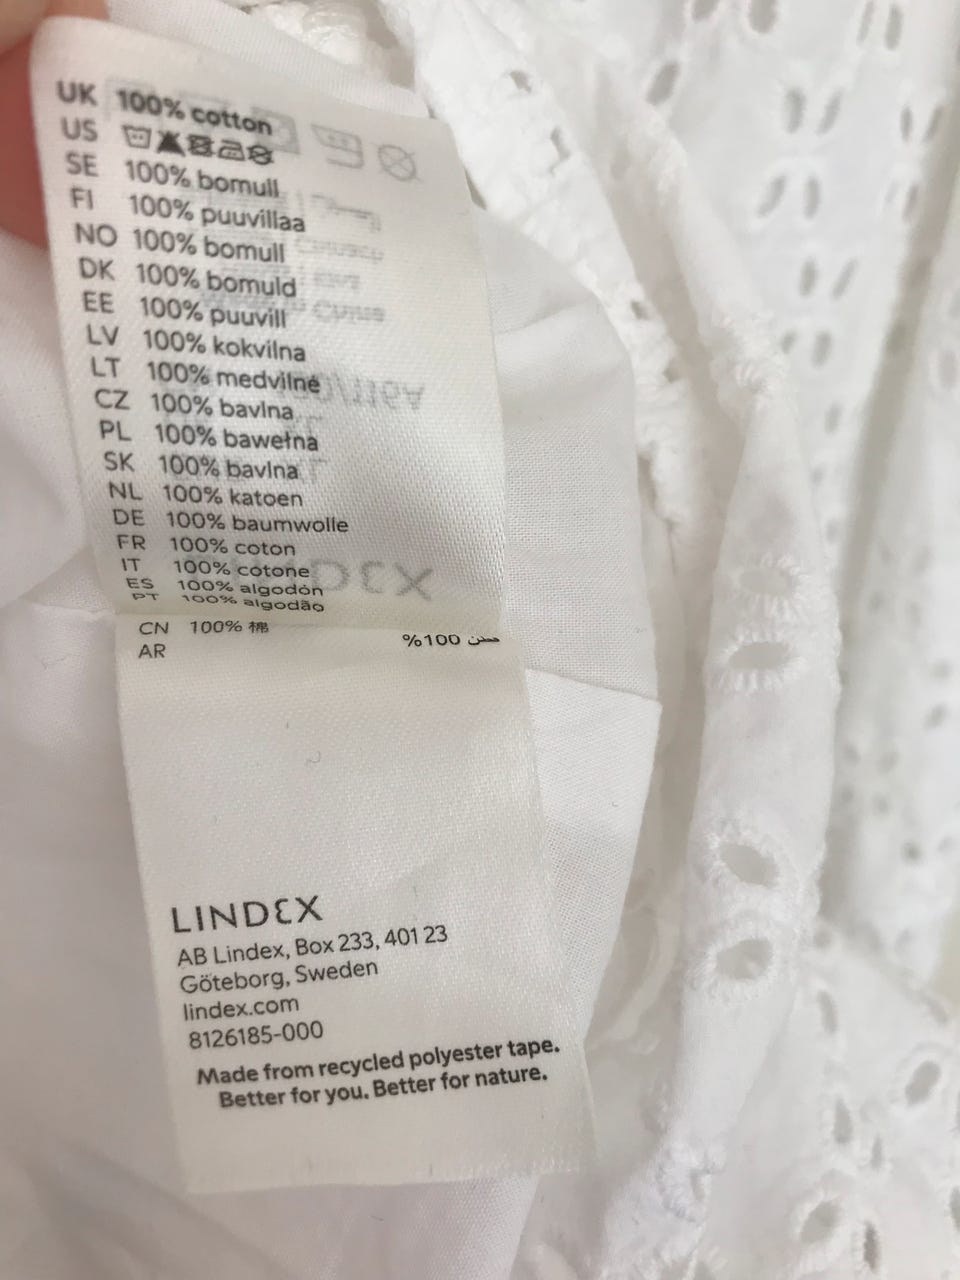 UK 100% cotton
US
SE 100% bomull
FI 100% puuvillaa
NO 100% bomull
DK 100% bomuld
EE 100% puuvill
LV 100% kokvilna
LT 100% medvilnė
CZ 100% bavlna
PL 100% bawełna
SK 100% bavlna
NL 100% katoen
DE 100% baumwolle
FR 100% coton
IT 100% cotone
ES 100% algodón
PT 100% algodão
CN 100% 棉
AR %100 قطن
LINDEX
AB Lindex, Box 233, 401 23
Göteborg, Sweden
lindex.com
8126185-000
Made from recycled polyester tape.
Better for you. Better for nature.